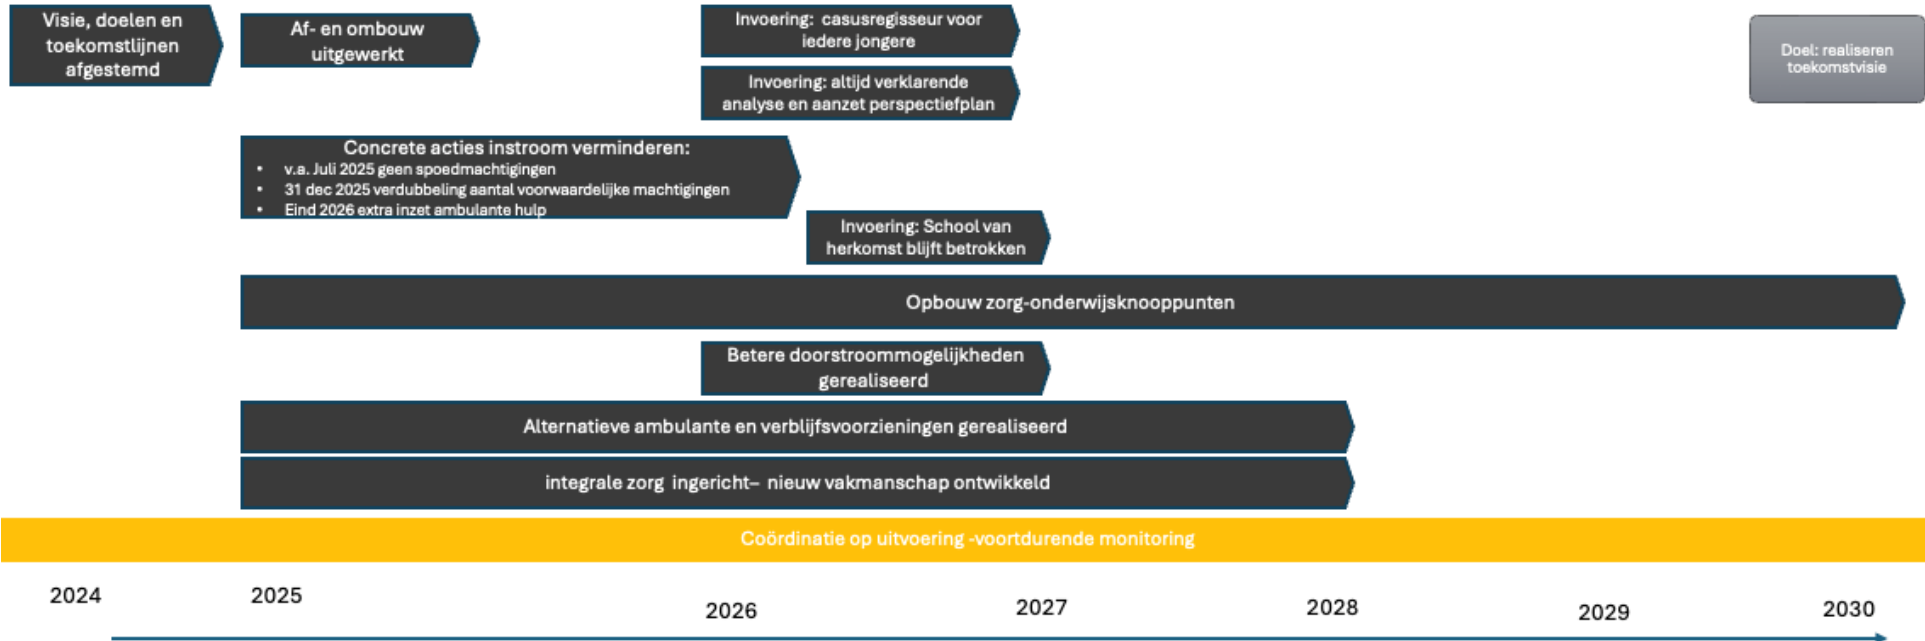 Visie, doelen en
toekomstlijnen
afgestemd
Af- en ombouw
uitgewerkt
Invoering: casusregisseur voor
iedere jongere
Doel: realiseren
toekomstvisie
Invoering: altijd verklarende
analyse en aanzet perspectiefplan
Concrete acties instroom verminderen:
• v.a. Juli 2025 geen spoedmachtigingen
• 31 dec 2025 verdubbeling aantal voorwaardelijke machtigingen
• Eind 2026 extra inzet ambulante hulp
Invoering: School van
herkomst blijft betrokken
Opbouw zorg-onderwijsknooppunten
Betere doorstroommogelijkheden
gerealiseerd
Alternatieve ambulante en verblijfsvoorzieningen gerealiseerd
integrale zorg ingericht– nieuw vakmanschap ontwikkeld
Coördinatie op uitvoering -voortdurende monitoring
2024 2025 2026 2027 2028 2029 2030